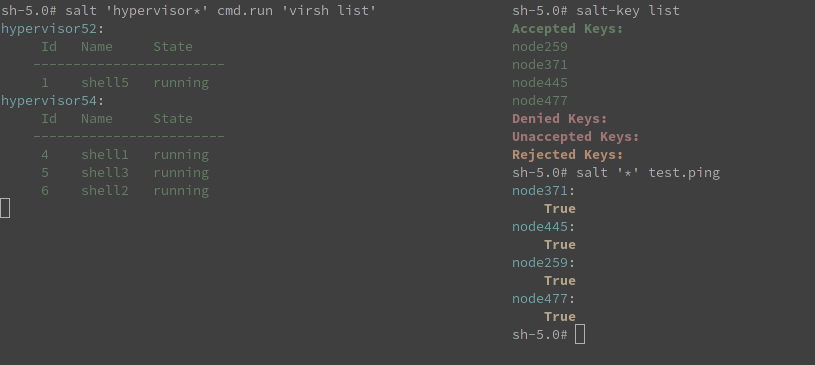 sh-5.0# salt 'hypervisor*' cmd.run 'virsh list'
hypervisor52:
Id   Name     State
------------------------
1    shell5   running
hypervisor54:
Id   Name     State
------------------------
4    shell1   running
5    shell3   running
6    shell2   running
sh-5.0# salt-key list
Accepted Keys:
node259
node371
node445
node477
Denied Keys:
Unaccepted Keys:
Rejected Keys:
sh-5.0# salt '*' test.ping
node371:
True
node445:
True
node259:
True
node477:
True
sh-5.0#